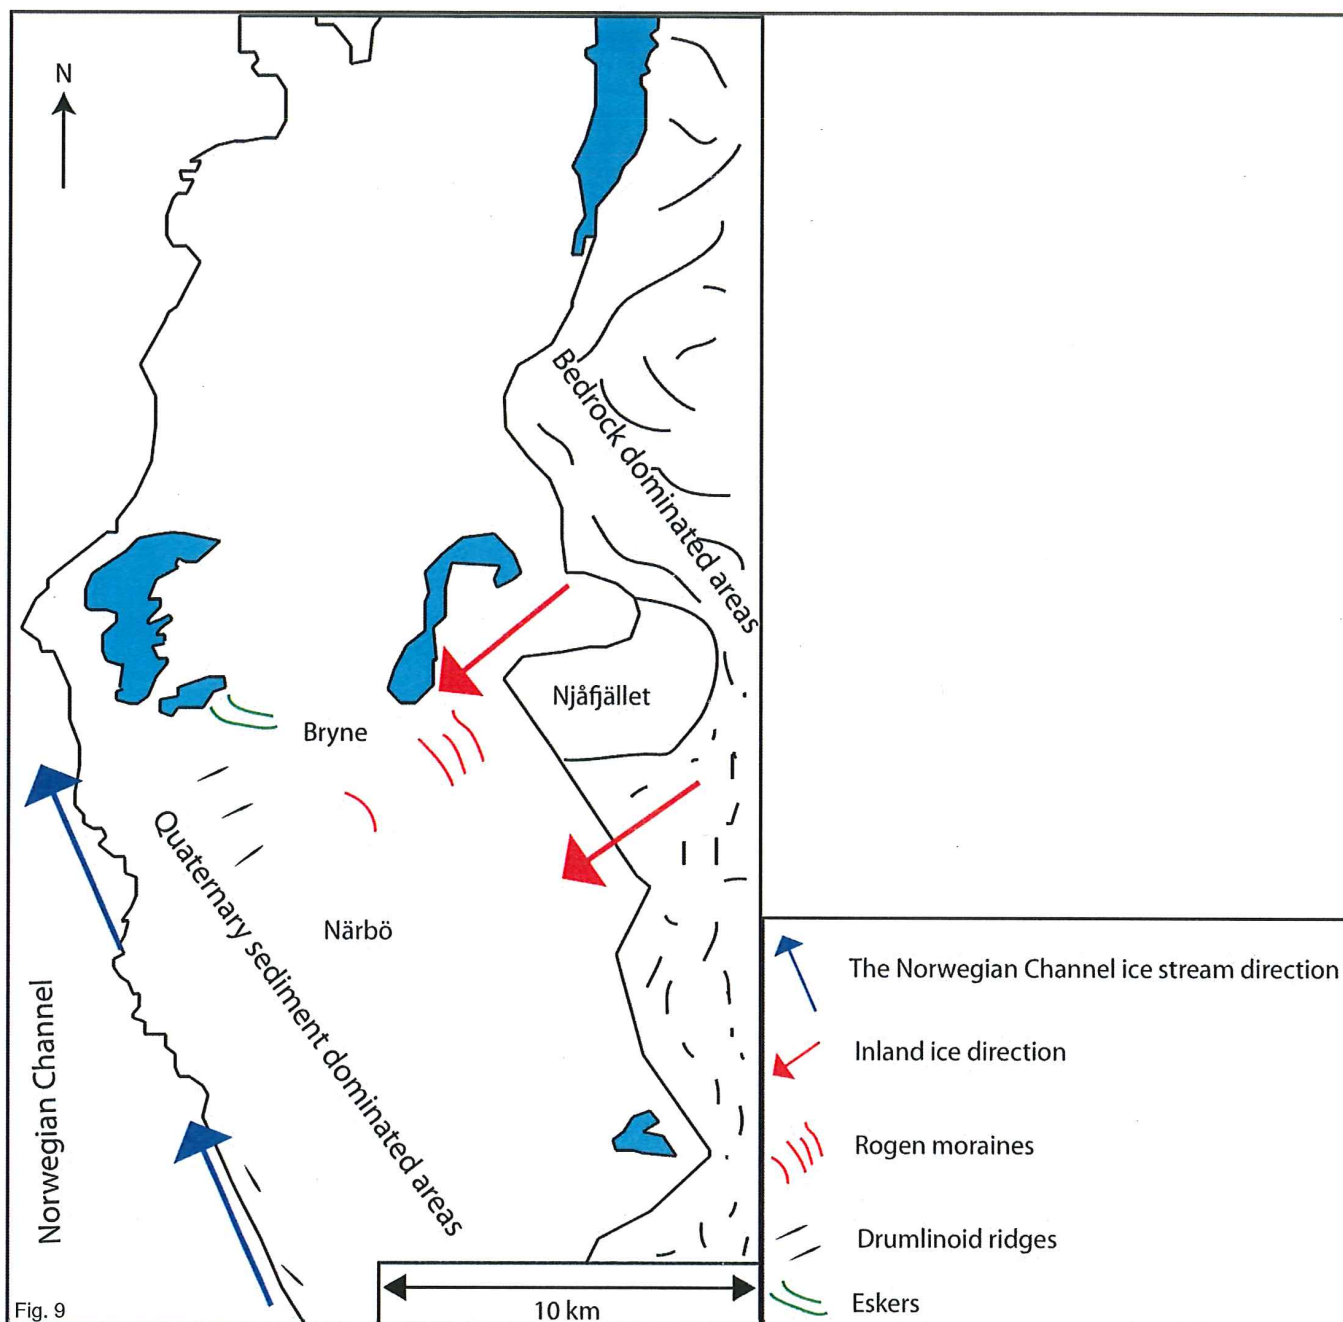 N
Bedrock dominated areas
Njåfjället
Bryne
Quaternary sediment dominated areas
Närbö
Norwegian Channel
The Norwegian Channel ice stream direction
Inland ice direction
Rogen moraines
Drumlinoid ridges
Eskers
10 km
Fig. 9